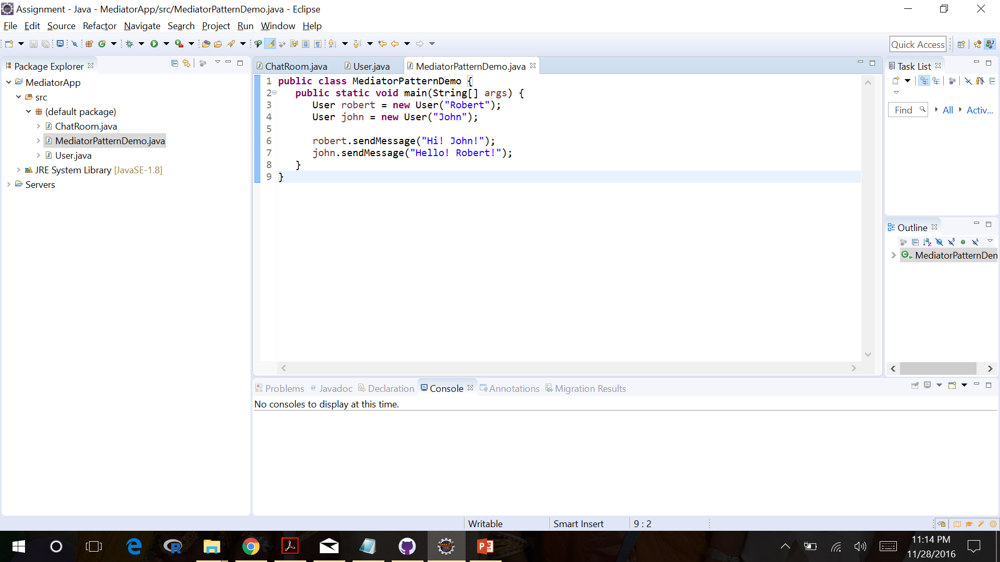 Assignment - Java - MediatorApp/src/MediatorPatternDemo.java - Eclipse
File Edit Source Refactor Navigate Search Project Run Window Help
Quick Access
Package Explorer
MediatorApp
src
(default package)
ChatRoom.java
MediatorPatternDemo.java
User.java
JRE System Library [JavaSE-1.8]
Servers
ChatRoom.java User.java MediatorPatternDemo.java
1 public class MediatorPatternDemo {
2 public static void main(String[] args) {
3 User robert = new User("Robert");
4 User john = new User("John");
5
6 robert.sendMessage("Hi! John!");
7 john.sendMessage("Hello! Robert!");
8 }
9 }
Task List
Find All Activ...
Outline
MediatorPatternDen
Problems Javadoc Declaration Console Annotations Migration Results
No consoles to display at this time.
Writable Smart Insert 9 : 2
11:14 PM
11/28/2016